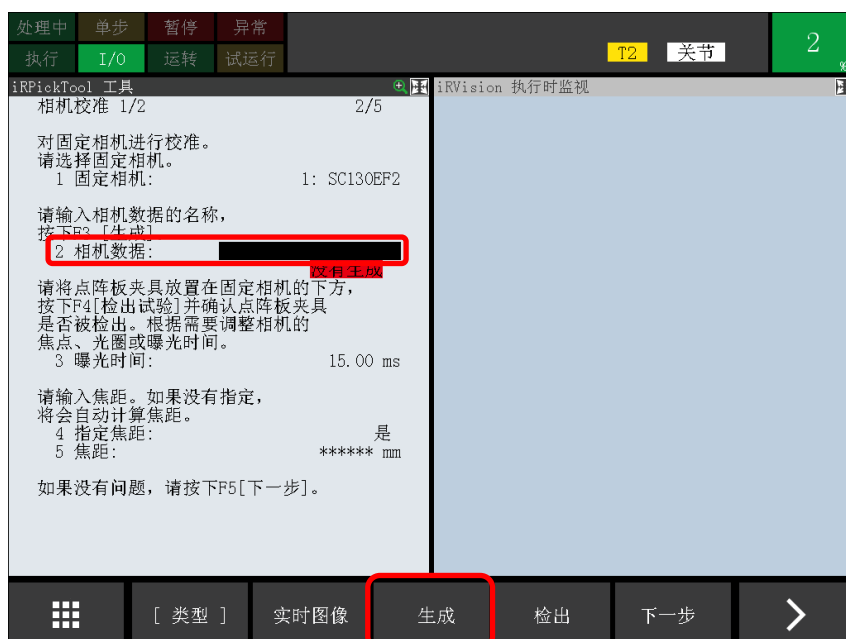 处理中 单步 暂停 异常
执行 I/O 运转 试运行
T2 关节
2
%
iRPickTool 工具
iRVision 执行时监视
相机校准 1/2 2/5
对固定相机进行校准。
请选择固定相机。
1 固定相机: 1: SC130EF2
请输入相机数据的名称,
按下F3 [生成]
2 相机数据:
没有生成
请将点阵板夹具放置在固定相机的下方,
按下F4[检出试验]并确认点阵板夹具
是否被检出。根据需要调整相机的
焦点、光圈或曝光时间。
3 曝光时间: 15.00 ms
请输入焦距。如果没有指定,
将会自动计算焦距。
4 指定焦距: 是
5 焦距: ****** mm
如果没有问题，请按下F5[下一步]。
[ 类型 ] 实时图像 生成 检出 下一步